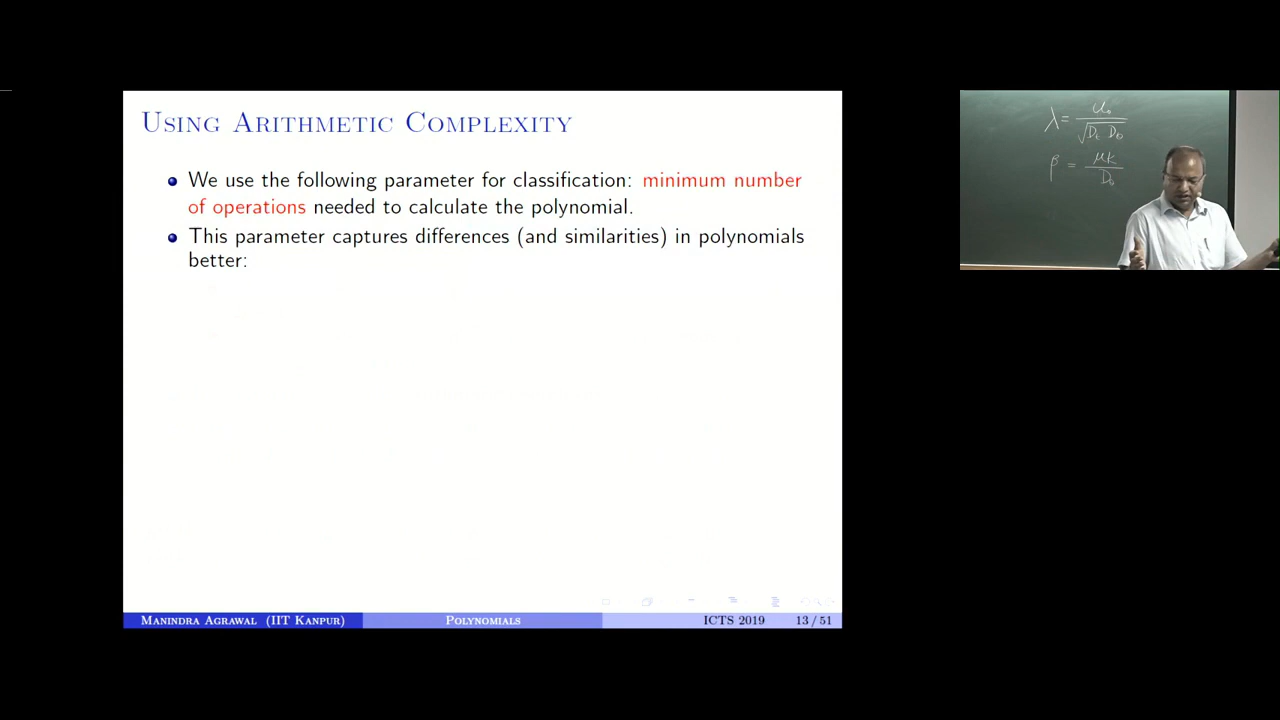 USING ARITHMETIC COMPLEXITY
We use the following parameter for classification: minimum number
of operations needed to calculate the polynomial.
This parameter captures differences (and similarities) in polynomials
better:
MANINDRA AGRAWAL (IIT KANPUR) POLYNOMIALS ICTS 2019 13 / 51
λ =
β = μK